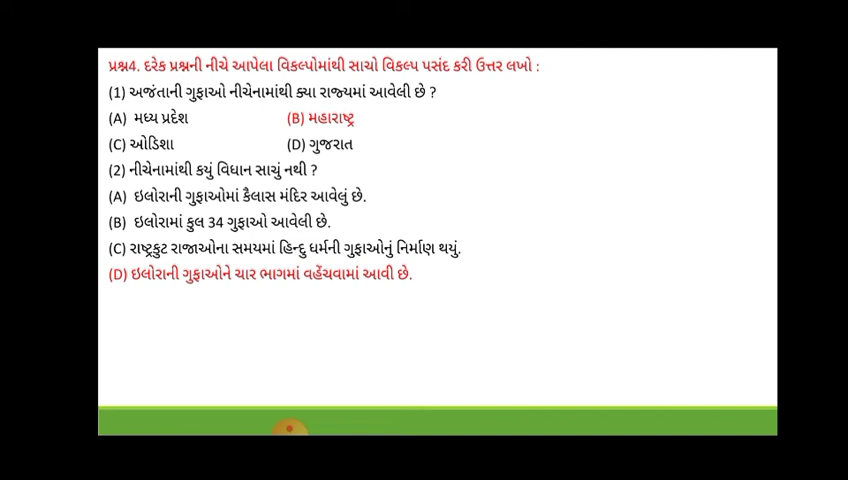 પ્રશ્ન4. દરેક પ્રશ્નની નીચે આપેલા વિકલ્પોમાંથી સાચો વિકલ્પ પસંદ કરી ઉત્તર લખો :
(1) અજંતાની ગુફાઓ નીચેનામાંથી ક્યા રાજ્યમાં આવેલી છે ?
(A) મધ્ય પ્રદેશ (B) મહારાષ્ટ્ર
(C) ઓડિશા (D) ગુજરાત
(2) નીચેનામાંથી કયું વિધાન સાચું નથી ?
(A) ઇલોરાની ગુફાઓમાં કૈલાસ મંદિર આવેલું છે.
(B) ઇલોરામાં કુલ 34 ગુફાઓ આવેલી છે.
(C) રાષ્ટ્રકુટ રાજાઓના સમયમાં હિન્દુ ધર્મની ગુફાઓનું નિર્માણ થયું.
(D) ઇલોરાની ગુફાઓને ચાર ભાગમાં વહેંચવામાં આવી છે.